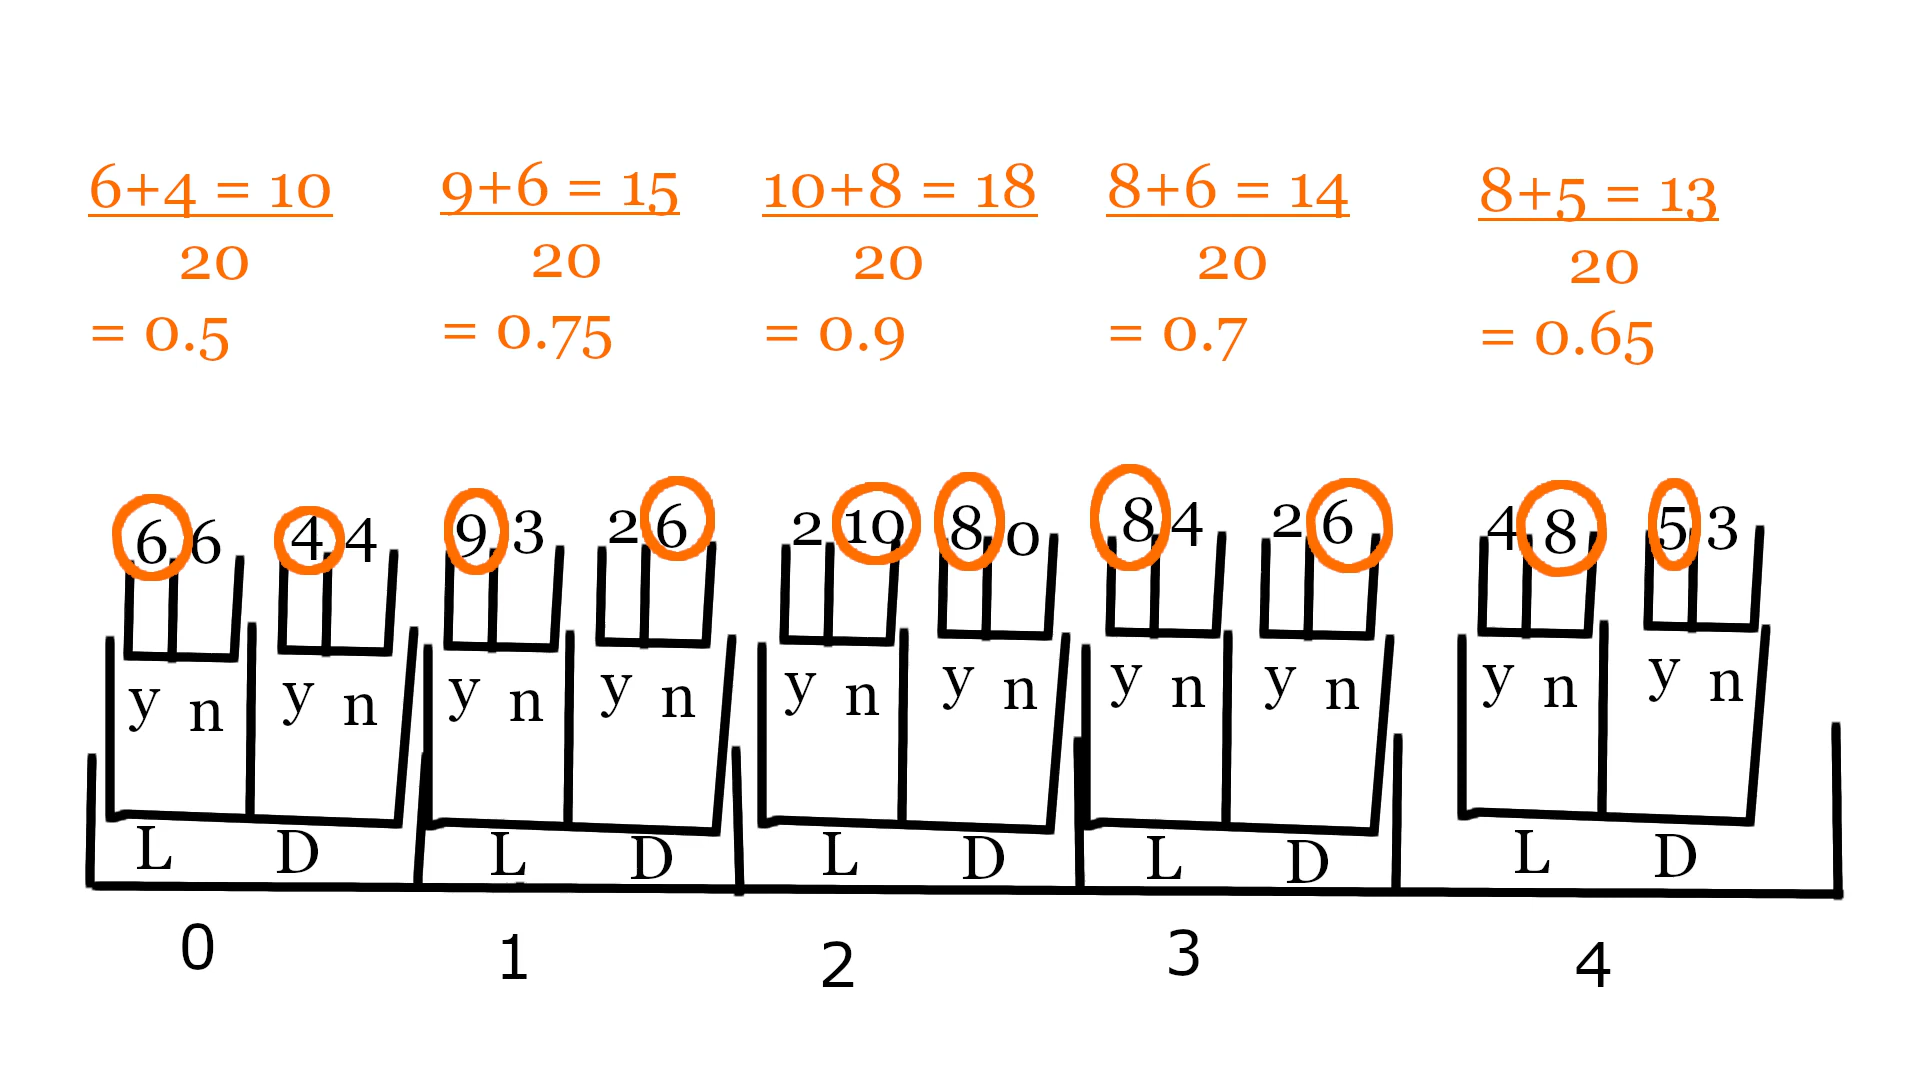 6+4 = 10 9+6 = 15 10+8 = 18 8+6 = 14 8+5 = 13
20 20 20 20 20
= 0.5 = 0.75 = 0.9 = 0.7 = 0.65
6 6 4 4 9 3 2 6 2 10 8 0 8 4 2 6 4 8 5 3
y n y n y n y n y n y n y n y n y n y n
L D L D L D L D L D
0 1 2 3 4